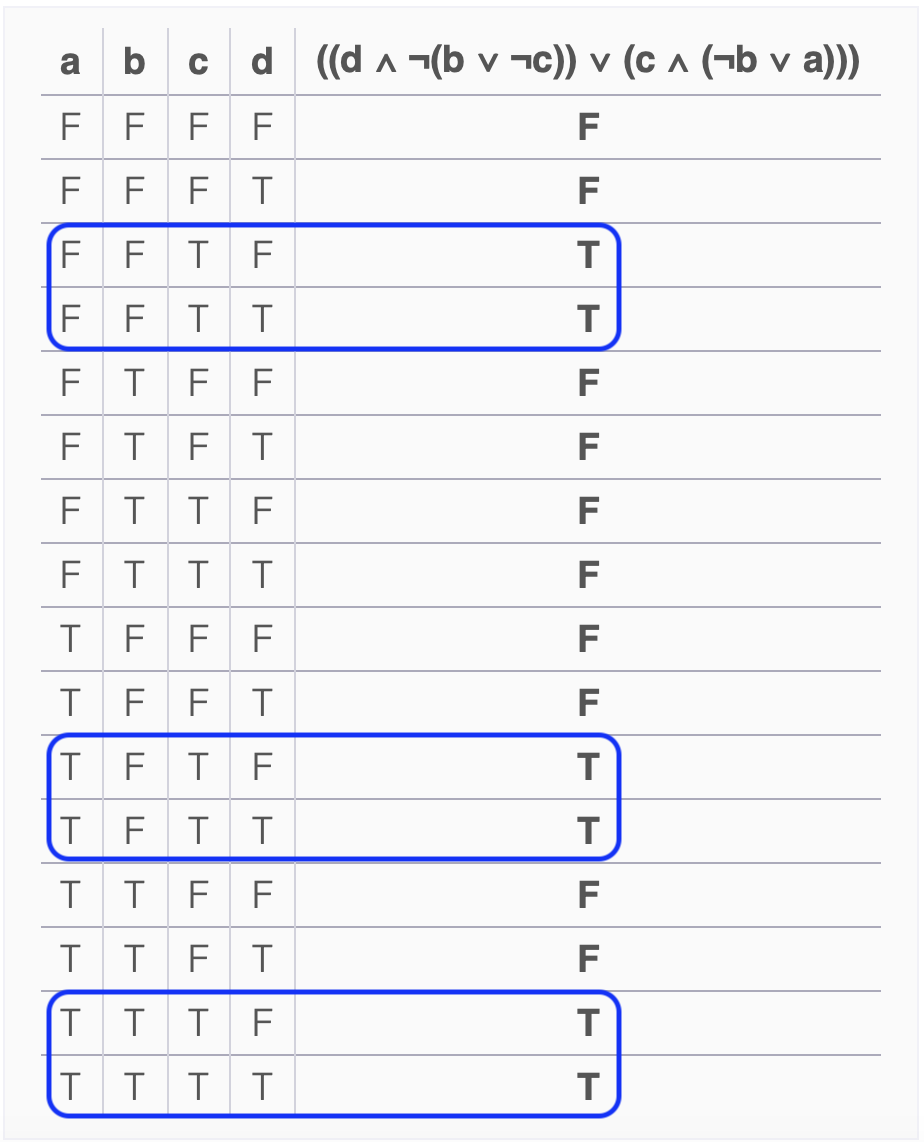 a b c d ((d ∧ ¬(b ∨ ¬c)) ∨ (c ∧ (¬b ∨ a)))
F F F F F
F F F T F
F F T F T
F F T T T
F T F F F
F T F T F
F T T F F
F T T T F
T F F F F
T F F T F
T F T F T
T F T T T
T T F F F
T T F T F
T T T F T
T T T T T